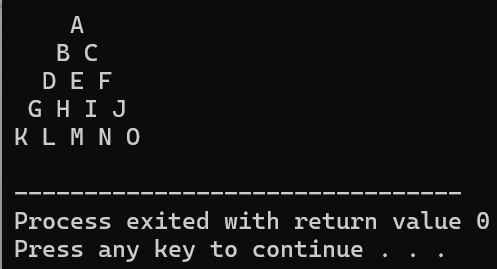 A
   B C
  D E F
 G H I J
K L M N O
--------------------------------
Process exited with return value 0
Press any key to continue . . .